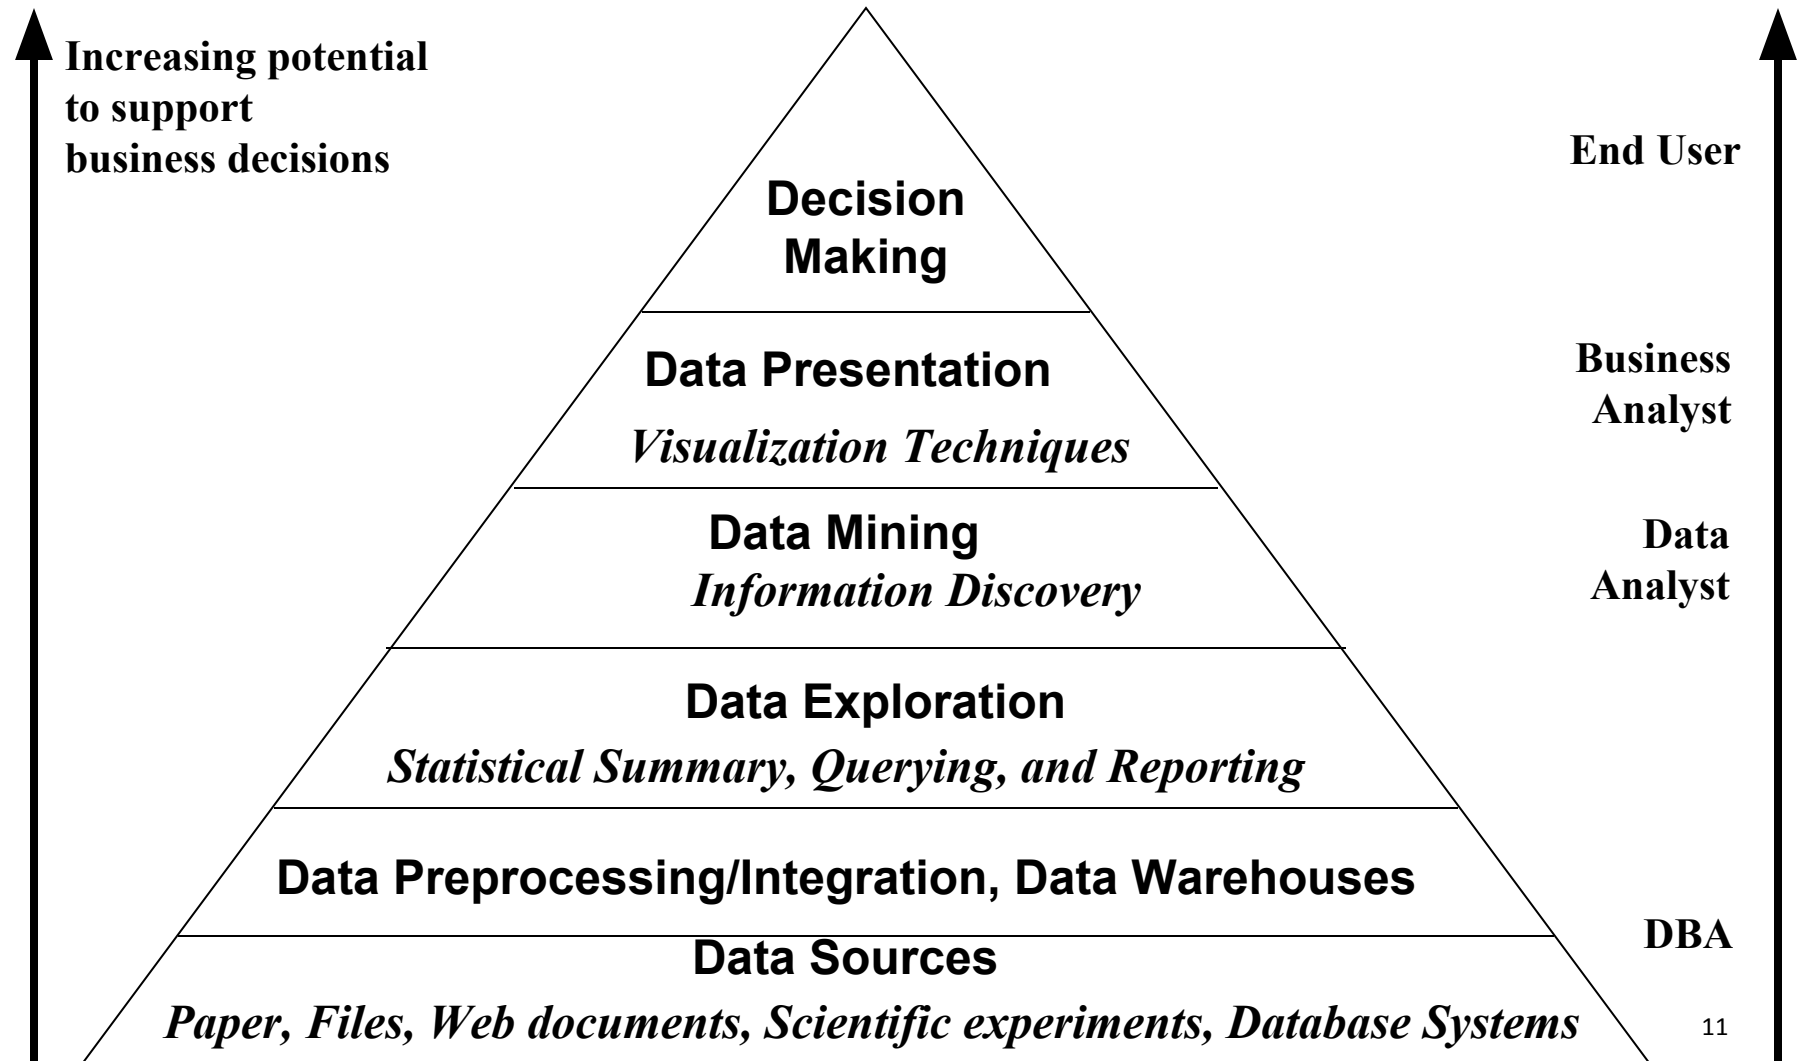 Increasing potential
to support
business decisions
End User
Decision
Making
Data Presentation
Visualization Techniques
Business
Analyst
Data Mining
Information Discovery
Data
Analyst
Data Exploration
Statistical Summary, Querying, and Reporting
Data Preprocessing/Integration, Data Warehouses
DBA
Data Sources
Paper, Files, Web documents, Scientific experiments, Database Systems
11